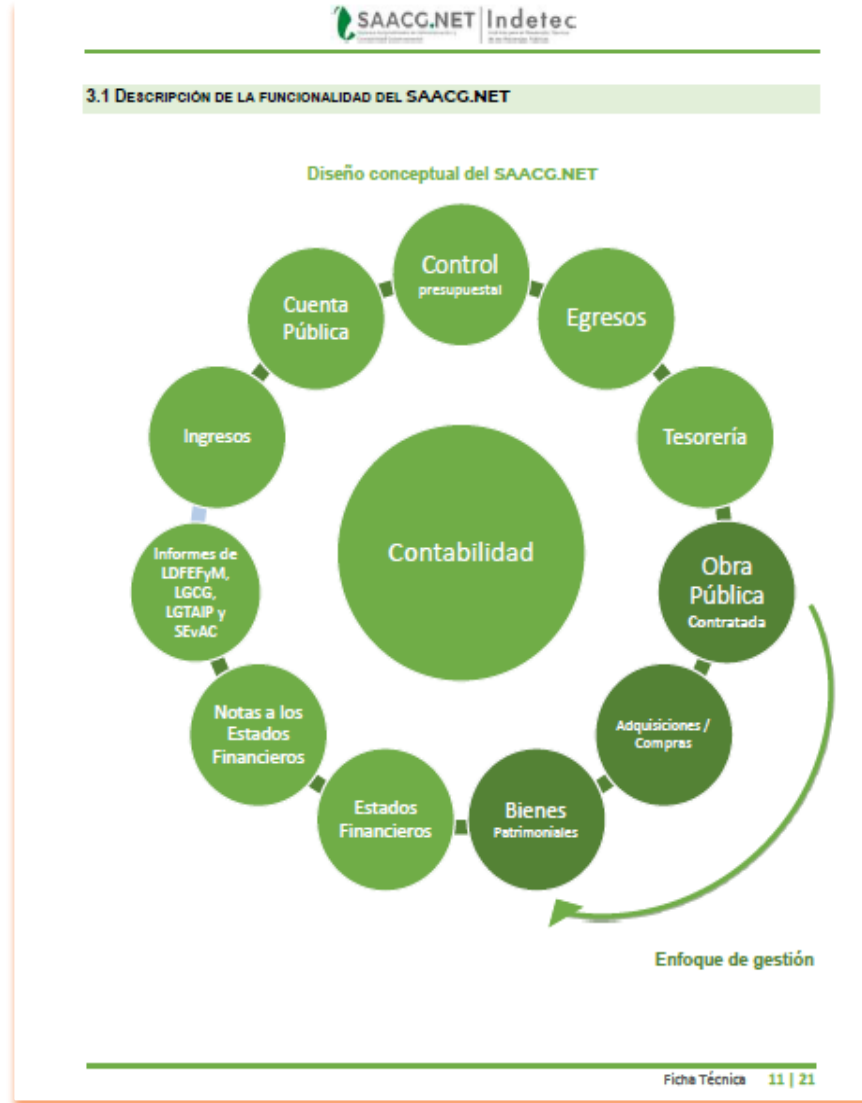 SAACG.NET Indetec
3.1 DESCRIPCIÓN DE LA FUNCIONALIDAD DEL SAACG.NET
Diseño conceptual del SAACG.NET
Control
presupuestal
Egresos
Tesorería
Obra
Pública
Contratada
Adquisiciones /
Compras
Bienes
Patrimoniales
Estados
Financieros
Notas a los
Estados
Financieros
Informes de
LDFEFyM,
LGCG,
LGTAIP y
SEvAC
Ingresos
Cuenta
Pública
Contabilidad
Enfoque de gestión
Ficha Técnica 11 | 21